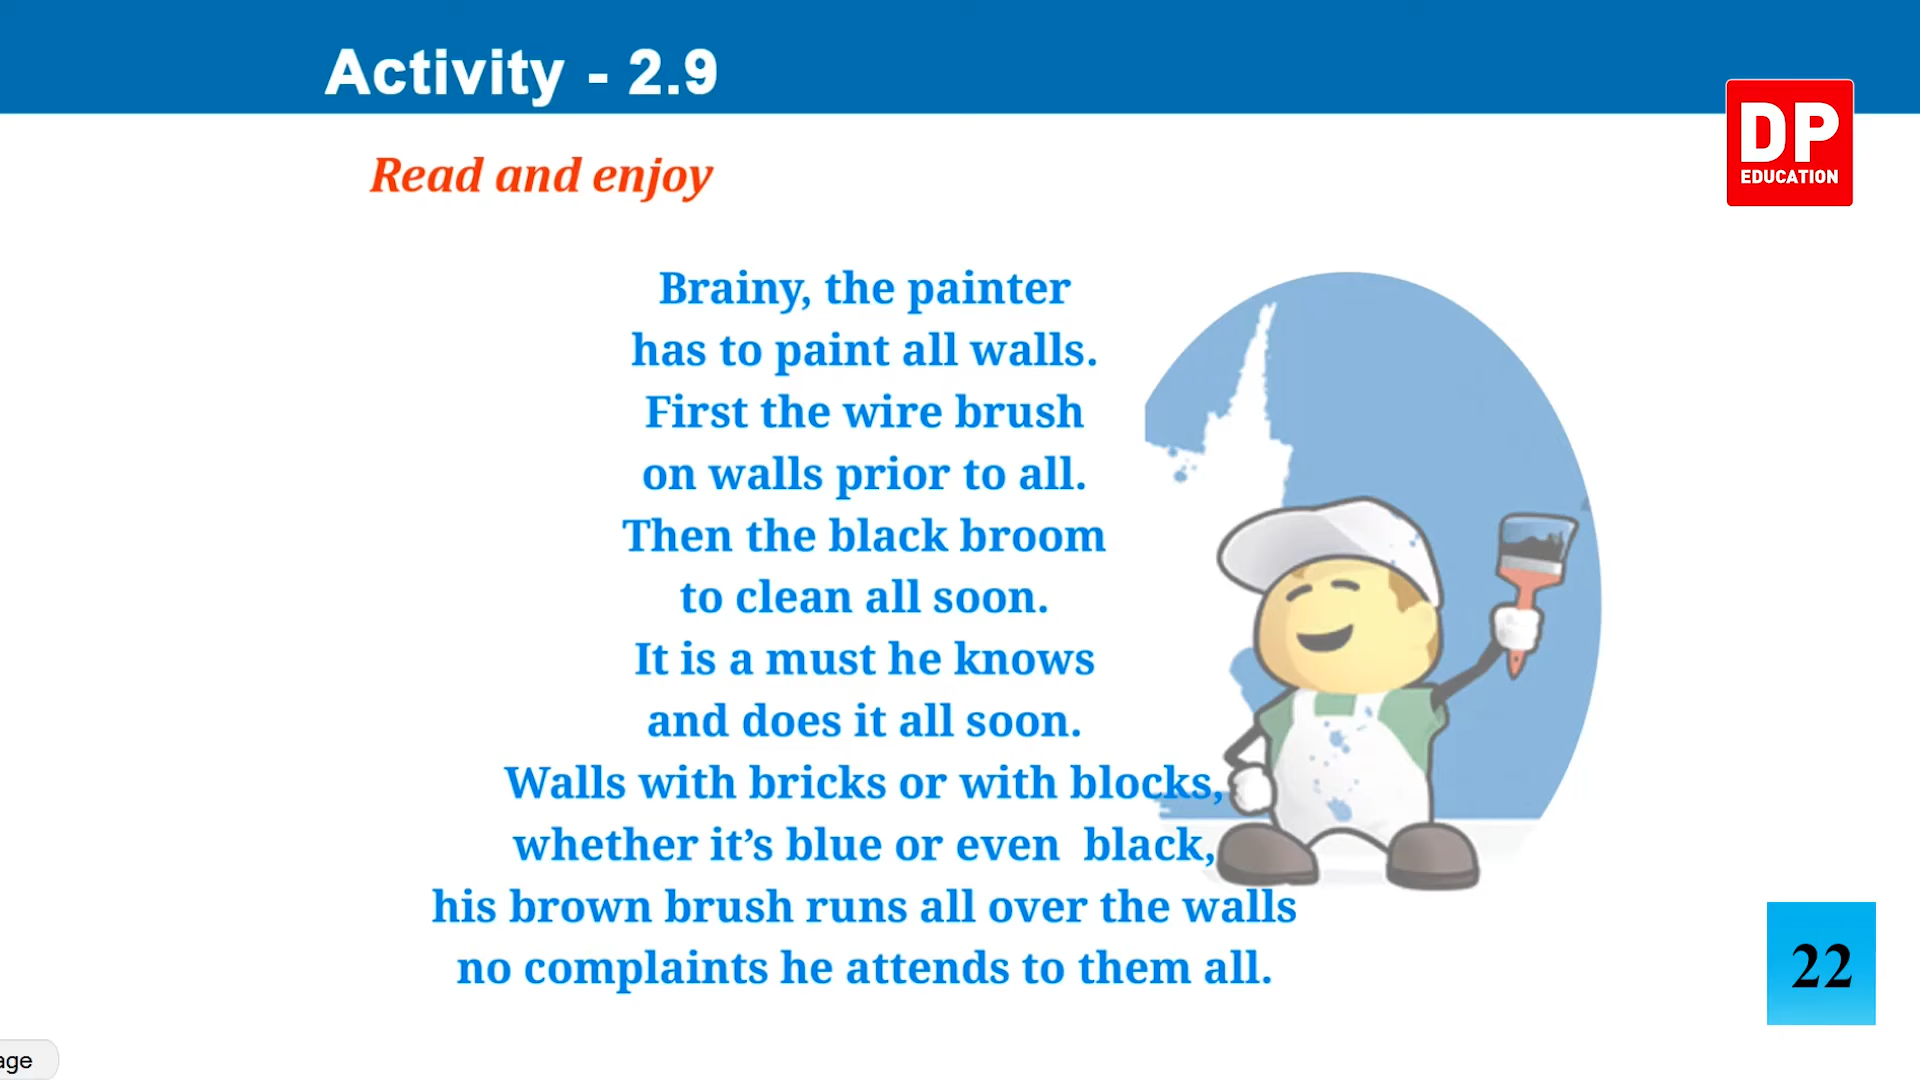 Activity - 2.9
DP
EDUCATION
Read and enjoy
Brainy, the painter
has to paint all walls.
First the wire brush
on walls prior to all.
Then the black broom
to clean all soon.
It is a must he knows
and does it all soon.
Walls with bricks or with blocks,
whether it’s blue or even  black,
his brown brush runs all over the walls
no complaints he attends to them all.
22